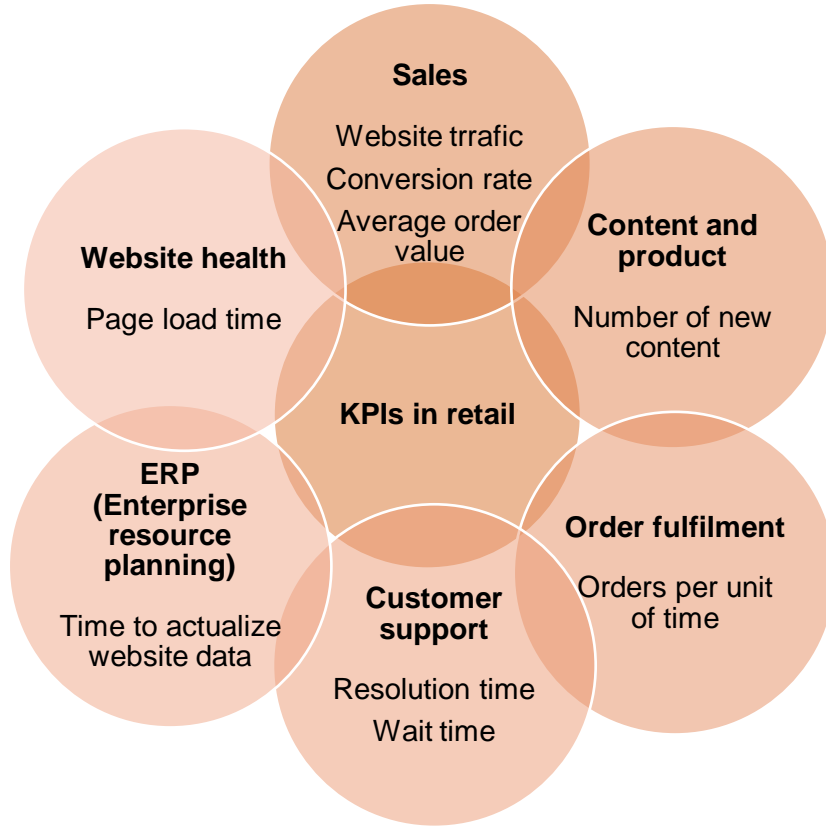 Sales
Website trrafic
Conversion rate
Average order
value
Content and
product
Number of new
content
Order fulfilment
Orders per unit
of time
Customer
support
Resolution time
Wait time
ERP
(Enterprise
resource
planning)
Time to actualize
website data
Website health
Page load time
KPIs in retail